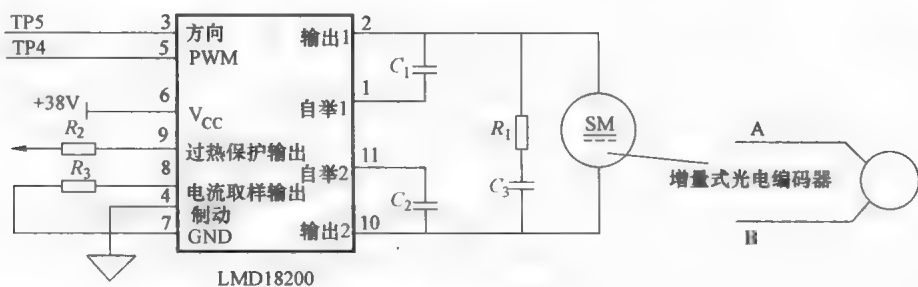 TP5
3
方向
TP4
5
PWM
+38V
6
VCC
R2
9
过热保护输出
R3
8
电流取样输出
4
制动
7
GND
输出1
2
自举1
1
自举2
11
输出2
10
LMD18200
C1
C2
R1
C3
SM
增量式光电编码器
A
B